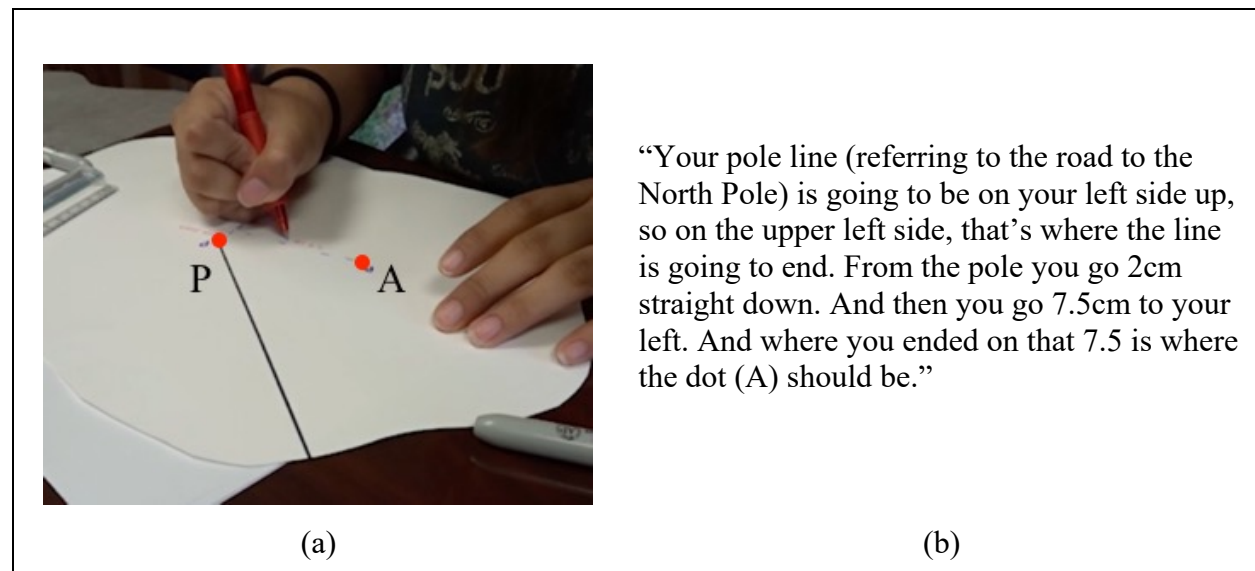 P
A
“Your pole line (referring to the road to the
North Pole) is going to be on your left side up,
so on the upper left side, that’s where the line
is going to end. From the pole you go 2cm
straight down. And then you go 7.5cm to your
left. And where you ended on that 7.5 is where
the dot (A) should be.”
(a)
(b)